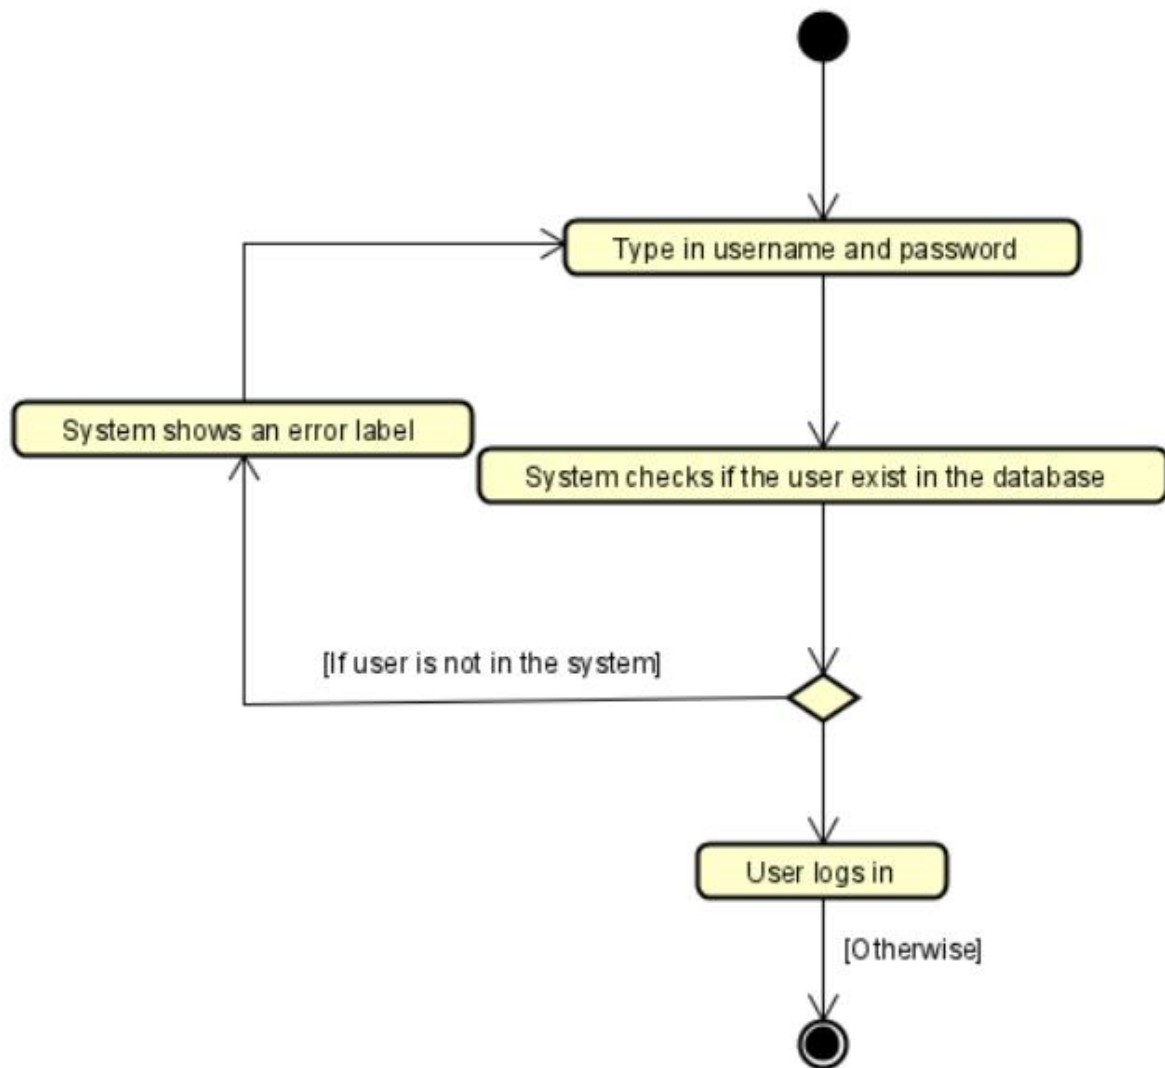 Type in username and password
System shows an error label
System checks if the user exist in the database
[If user is not in the system]
User logs in
[Otherwise]